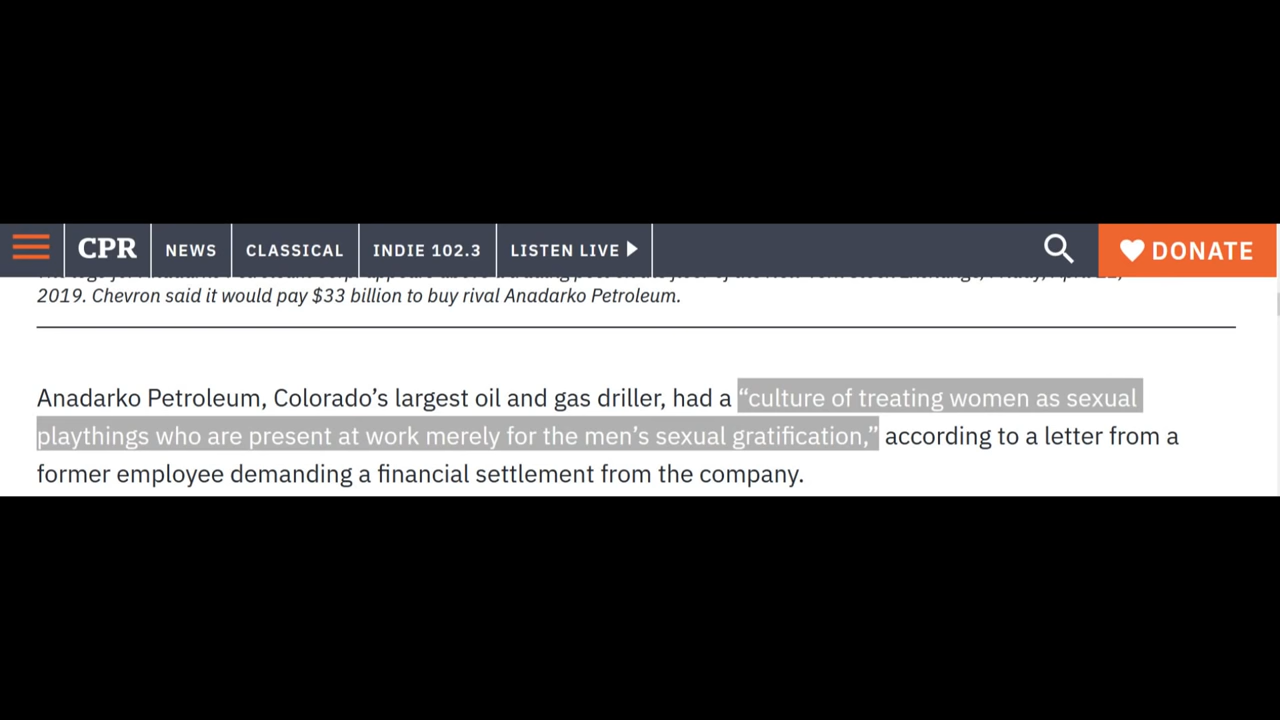 CPR NEWS CLASSICAL INDIE 102.3 LISTEN LIVE DONATE
2019. Chevron said it would pay $33 billion to buy rival Anadarko Petroleum.
Anadarko Petroleum, Colorado’s largest oil and gas driller, had a “culture of treating women as sexual
playthings who are present at work merely for the men’s sexual gratification,” according to a letter from a
former employee demanding a financial settlement from the company.